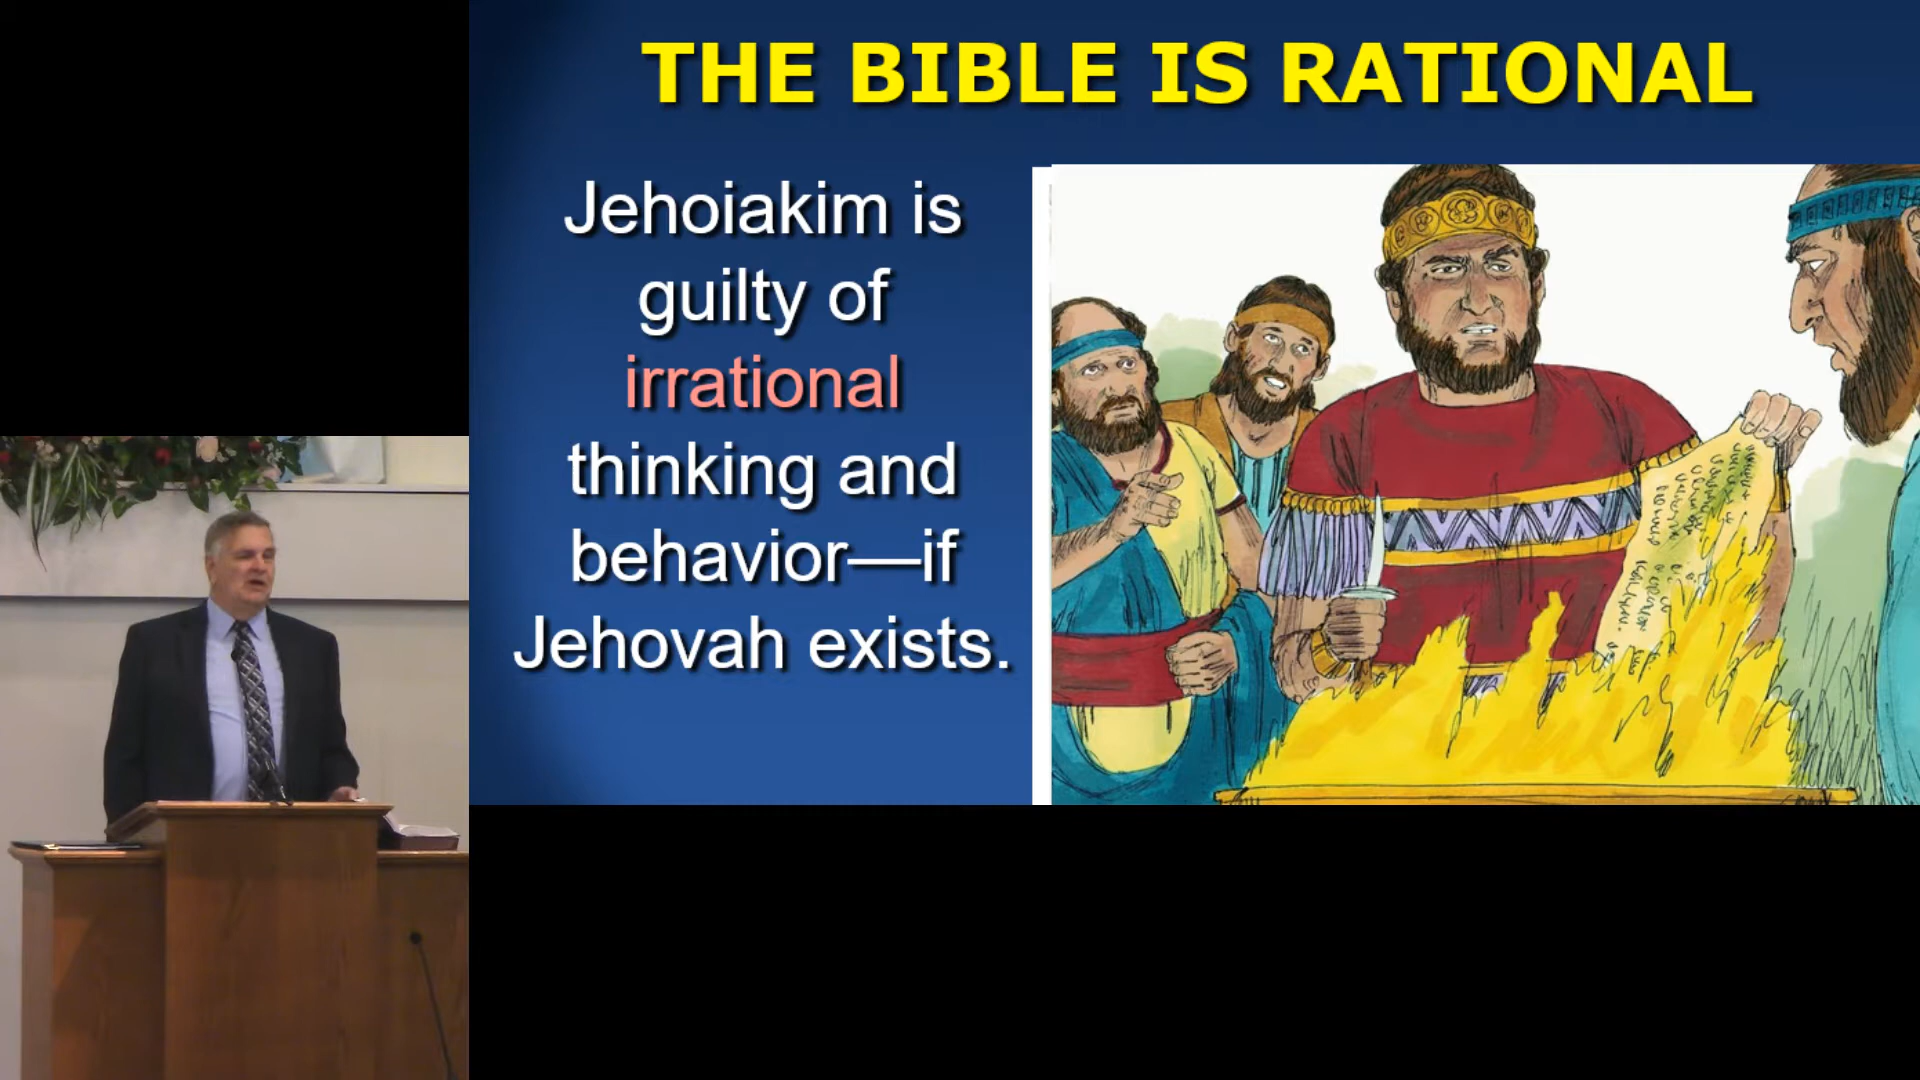 THE BIBLE IS RATIONAL
Jehoiakim is
guilty of
irrational
thinking and
behavior—if
Jehovah exists.